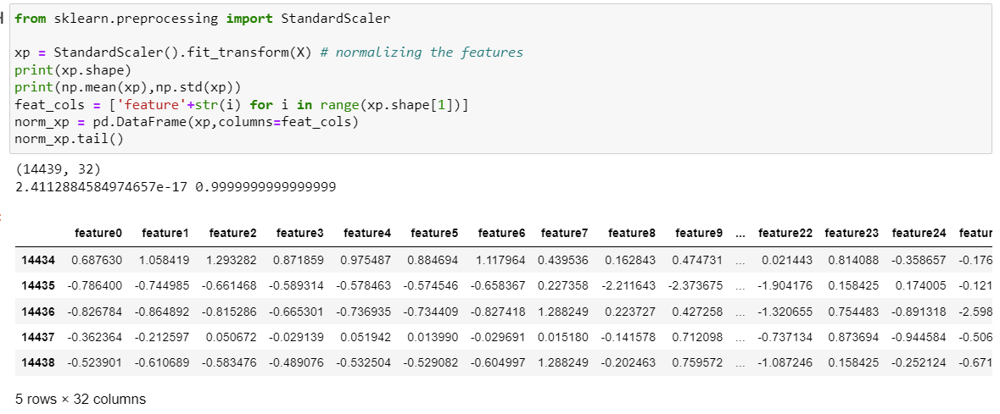 from sklearn.preprocessing import StandardScaler
xp = StandardScaler().fit_transform(X) # normalizing the features
print(xp.shape)
print(np.mean(xp),np.std(xp))
feat_cols = ['feature'+str(i) for i in range(xp.shape[1])]
norm_xp = pd.DataFrame(xp,columns=feat_cols)
norm_xp.tail()
(14439, 32)
2.4112884584974657e-17 0.9999999999999999
feature0 feature1 feature2 feature3 feature4 feature5 feature6 feature7 feature8 feature9 ... feature22 feature23 feature24 featur
14434 0.687630 1.058419 1.293282 0.871859 0.975487 0.884694 1.117964 0.439536 0.162843 0.474731 ... 0.021443 0.814088 -0.358657 -0.176
14435 -0.786400 -0.744985 -0.661468 -0.589314 -0.578463 -0.574546 -0.658367 0.227358 -2.211643 -2.373675 ... -1.904176 0.158425 0.174005 -0.121
14436 -0.826784 -0.864892 -0.815286 -0.665301 -0.736935 -0.734409 -0.827418 1.288249 0.223727 0.427258 ... -1.320655 0.754483 -0.891318 -2.598
14437 -0.362364 -0.212597 0.050672 -0.029139 0.051942 0.013990 -0.029691 0.015180 -0.141578 0.712098 ... -0.737134 0.873694 -0.944584 -0.506
14438 -0.523901 -0.610689 -0.583476 -0.489076 -0.532504 -0.529082 -0.604997 1.288249 -0.202463 0.759572 ... -1.087246 0.158425 -0.252124 -0.671
5 rows × 32 columns